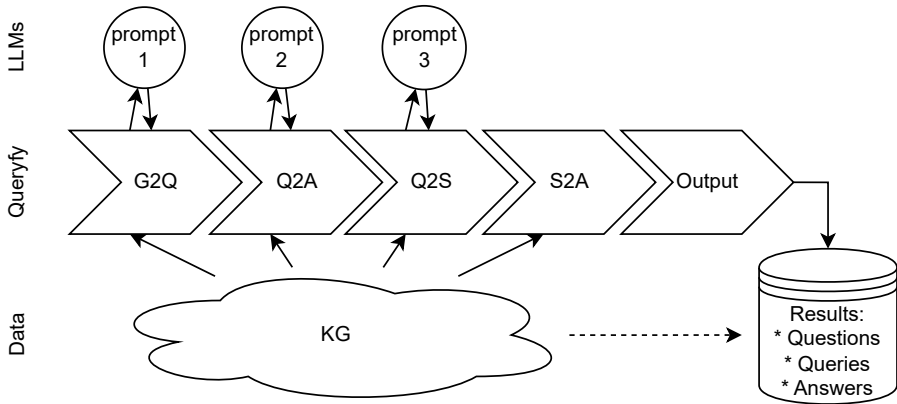 LLMs
prompt
1
prompt
2
prompt
3
Queryfy
G2Q
Q2A
Q2S
S2A
Output
Data
KG
Results:
* Questions
* Queries
* Answers